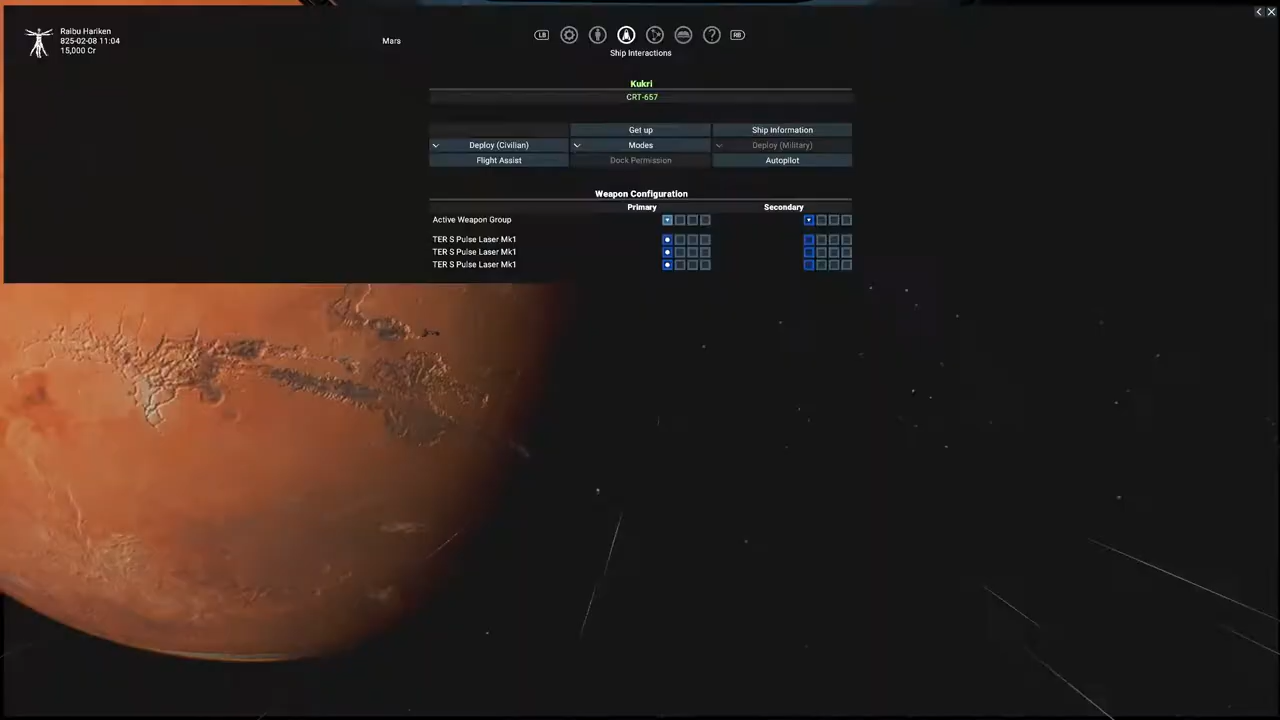 Raibu Hariken
825-02-08 11:04
15,000 Cr
Mars
LB
?
RB
Ship Interactions
Kukri
CRT-657
Get up
Ship Information
Deploy (Civilian)
Modes
Deploy (Military)
Flight Assist
Dock Permission
Autopilot
Weapon Configuration
Primary
Secondary
Active Weapon Group
TER S Pulse Laser Mk1
TER S Pulse Laser Mk1
TER S Pulse Laser Mk1